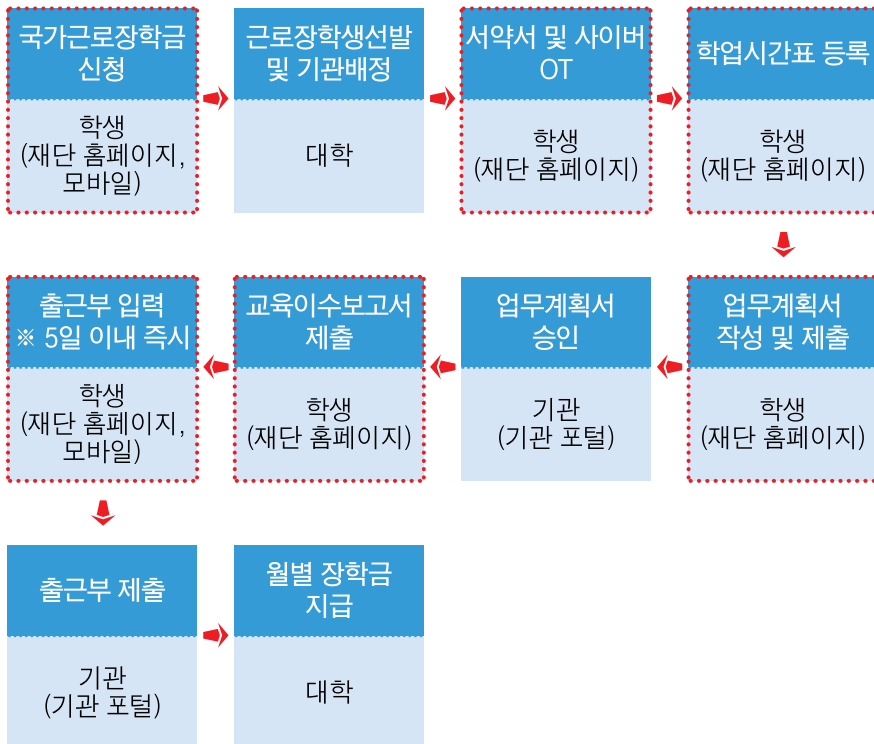 국가근로장학금
신청
학생
(재단 홈페이지,
모바일)
근로장학생선발
및 기관배정
대학
서약서 및 사이버
OT
학생
(재단 홈페이지)
학업시간표 등록
학생
(재단 홈페이지)
업무계획서
작성 및 제출
학생
(재단 홈페이지)
업무계획서
승인
기관
(기관 포털)
교육이수보고서
제출
학생
(재단 홈페이지)
출근부 입력
※ 5일 이내 즉시
학생
(재단 홈페이지,
모바일)
출근부 제출
기관
(기관 포털)
월별 장학금
지급
대학